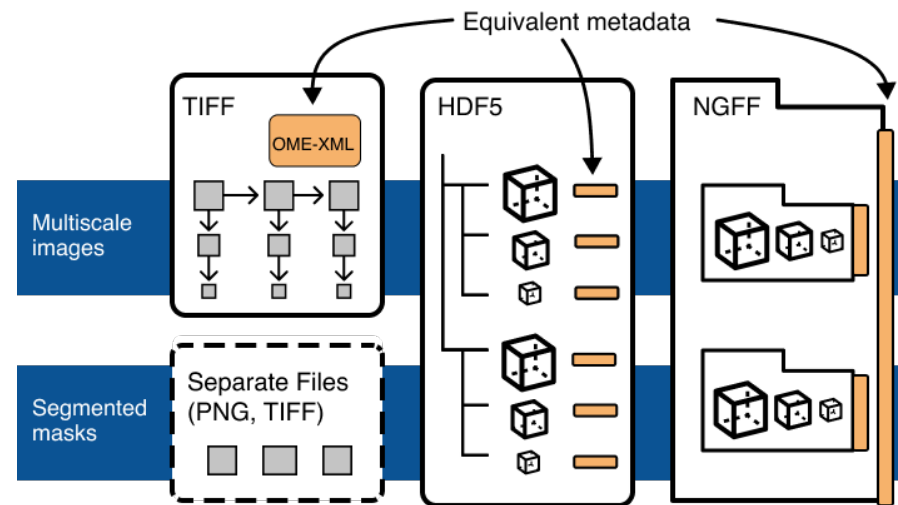 Equivalent metadata
TIFF
OME-XML
HDF5
NGFF
Multiscale
images
Separate Files
(PNG, TIFF)
Segmented
masks